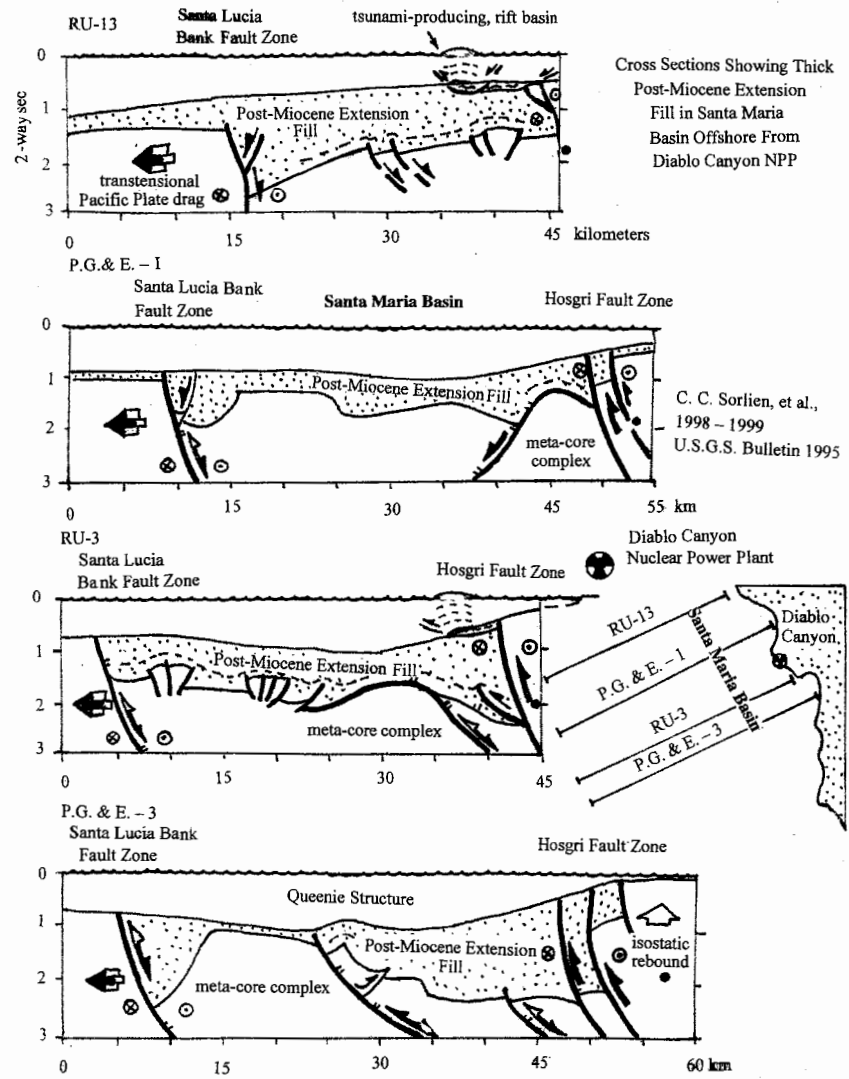 RU-13
Santa Lucia
Bank Fault Zone
tsunami-producing, rift basin
Cross Sections Showing Thick
Post-Miocene Extension
Fill in Santa Maria
Basin Offshore From
Diablo Canyon NPP
2-way sec
0
1
2
3
Post-Miocene Extension
Fill
transtensional
Pacific Plate drag
0 15 30 45 kilometers
P.G.& E. – I
Santa Lucia Bank
Fault Zone
Santa Maria Basin
Hosgri Fault Zone
0
1
2
3
Post-Miocene Extension Fill
meta-core
complex
C. C. Sorlien, et al.,
1998 – 1999
U.S.G.S. Bulletin 1995
0 15 30 45 55 km
RU-3
Santa Lucia
Bank Fault Zone
Hosgri Fault Zone
Diablo Canyon
Nuclear Power Plant
0
1
2
3
Post-Miocene Extension Fill
meta-core complex
0 15 30 45
RU-13
P.G. & E. – 1
RU-3
P.G. & E. – 3
Santa Maria Basin
Diablo
Canyon
P.G. & E. – 3
Santa Lucia Bank
Fault Zone
Hosgri Fault Zone
0
1
2
3
Queenie Structure
Post-Miocene Extension
Fill
meta-core complex
isostatic
rebound
0 15 30 45 60 km